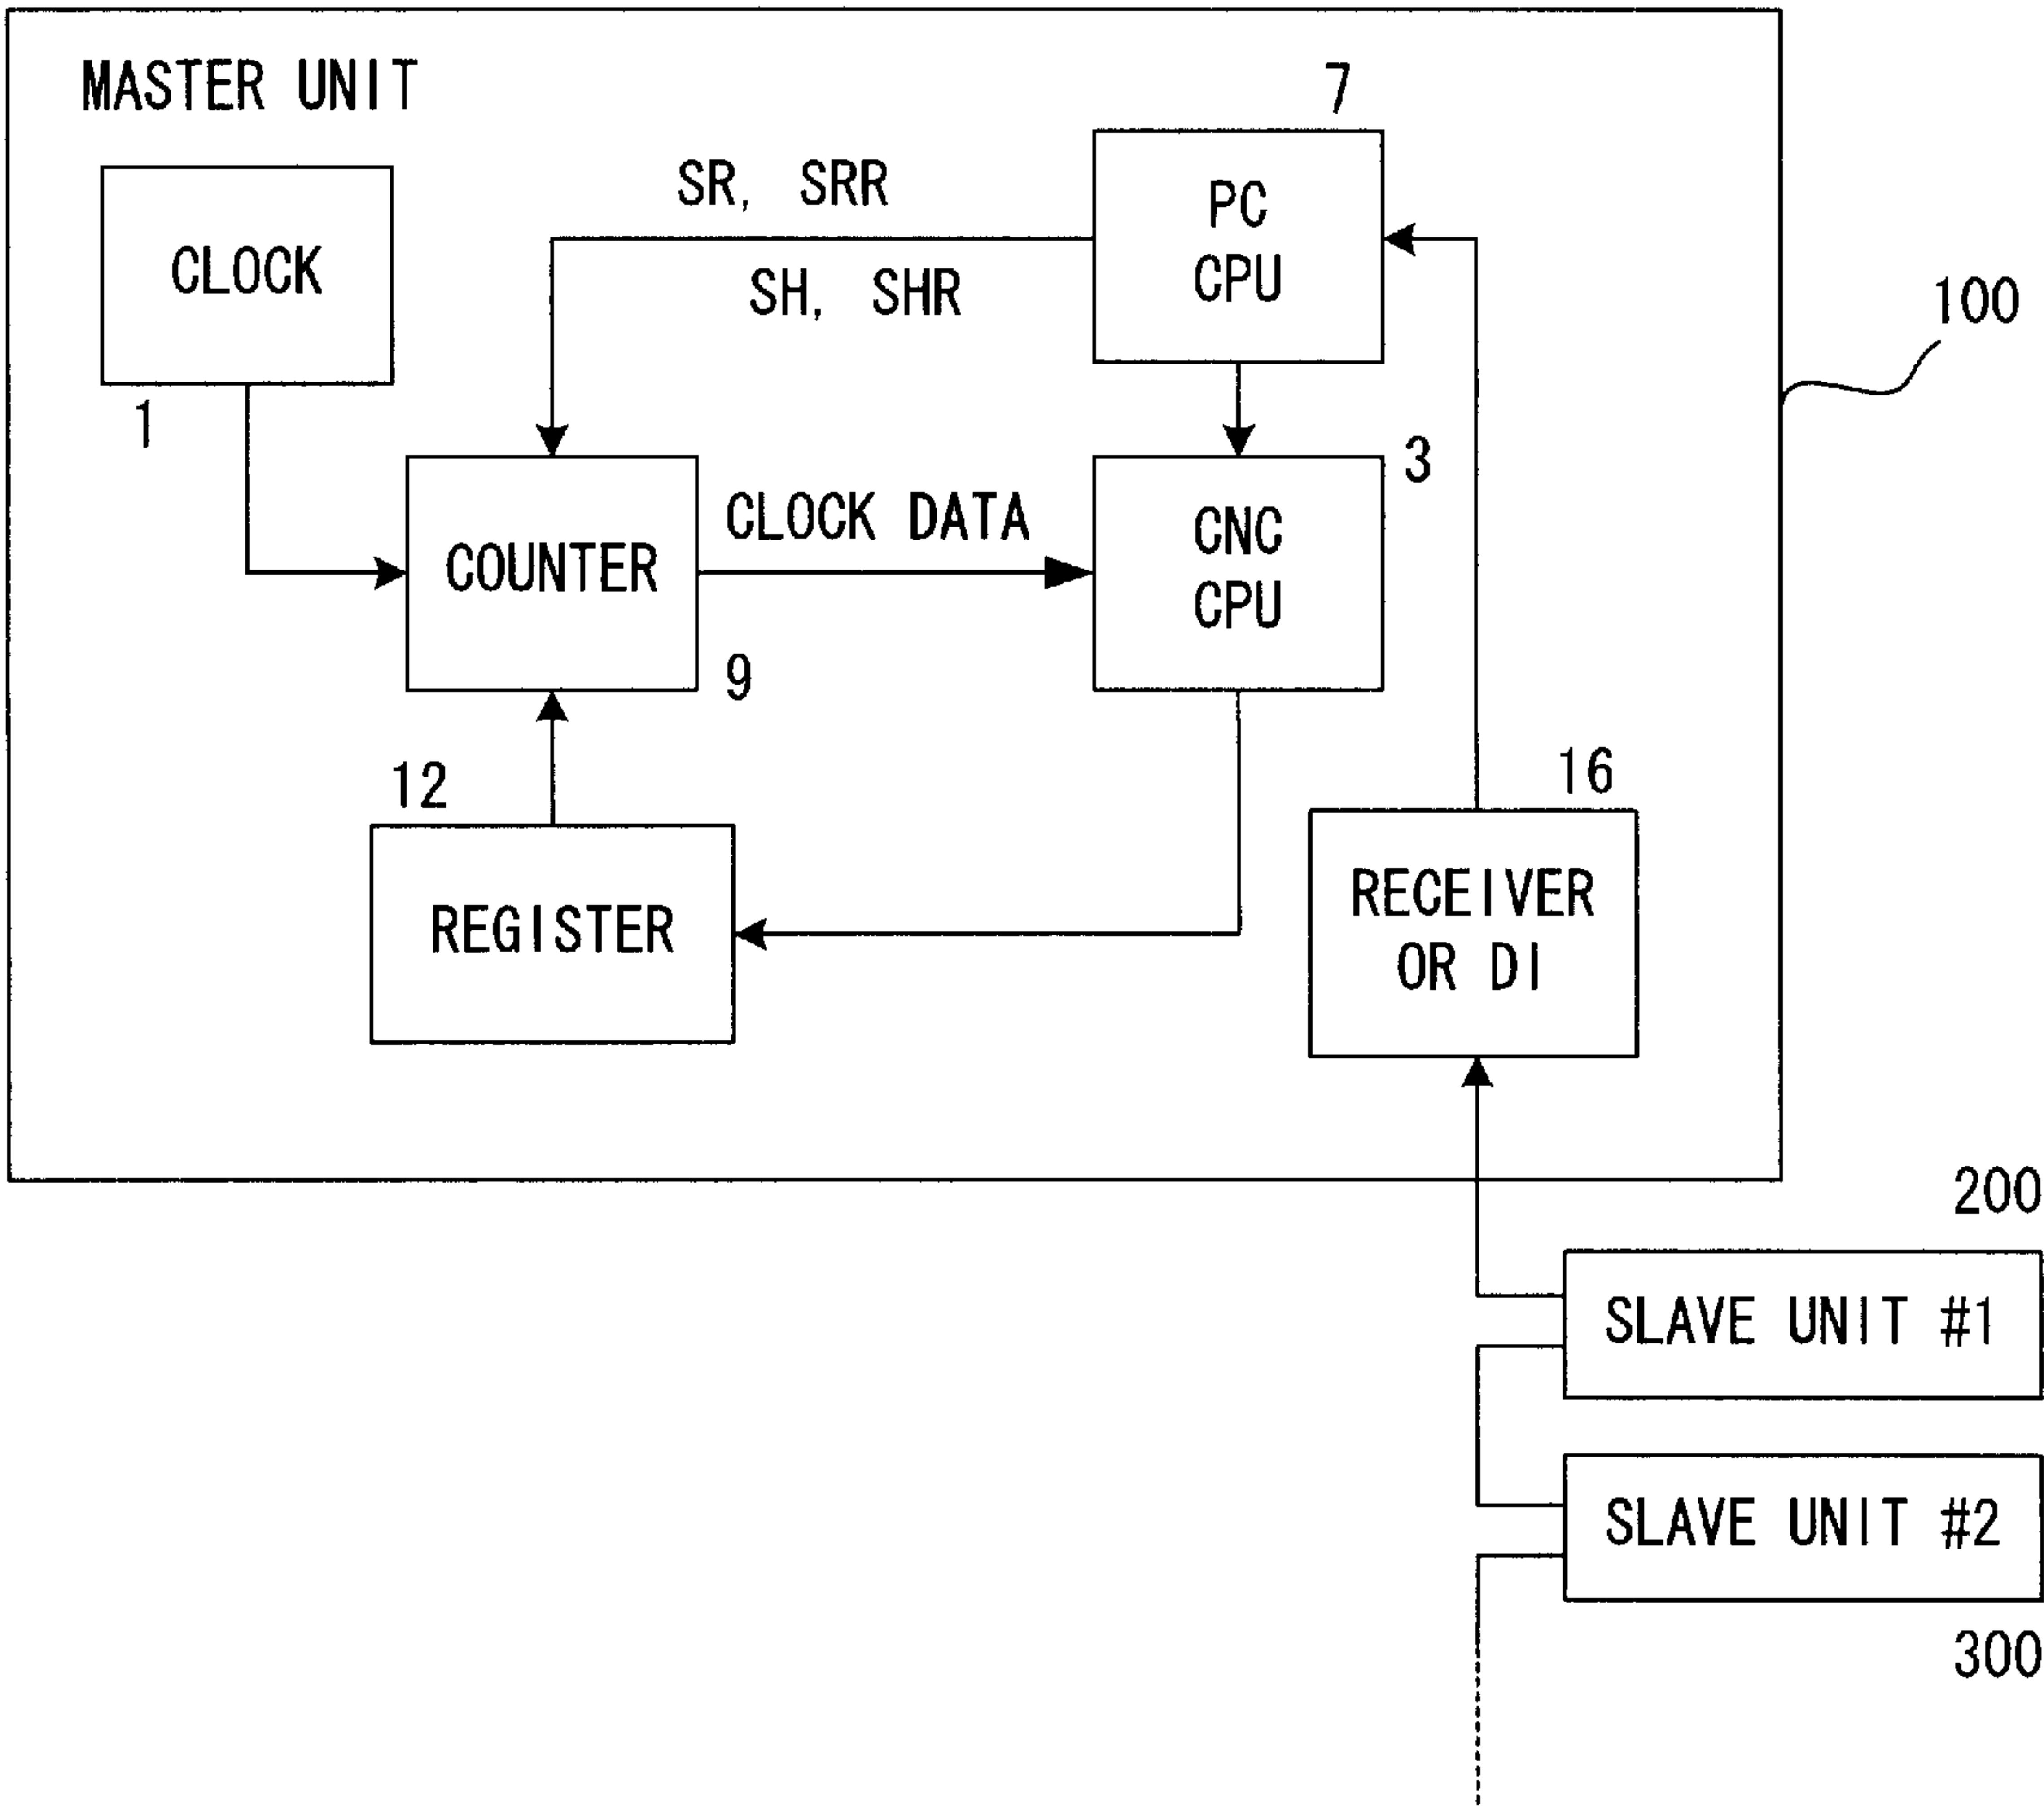 MASTER UNIT
7
SR, SRR
PC
CPU
CLOCK
SH, SHR
100
1
3
CLOCK DATA
CNC
CPU
COUNTER
9
12
16
RECEIVER
OR DI
REGISTER
200
SLAVE UNIT #1
SLAVE UNIT #2
300